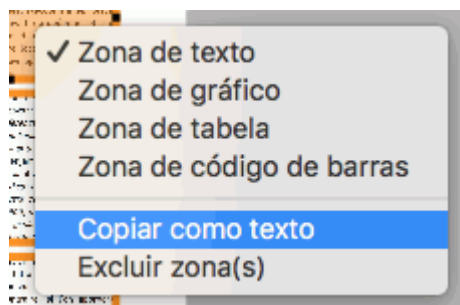 Zona de texto
Zona de gráfico
Zona de tabela
Zona de código de barras
Copiar como texto
Excluir zona(s)